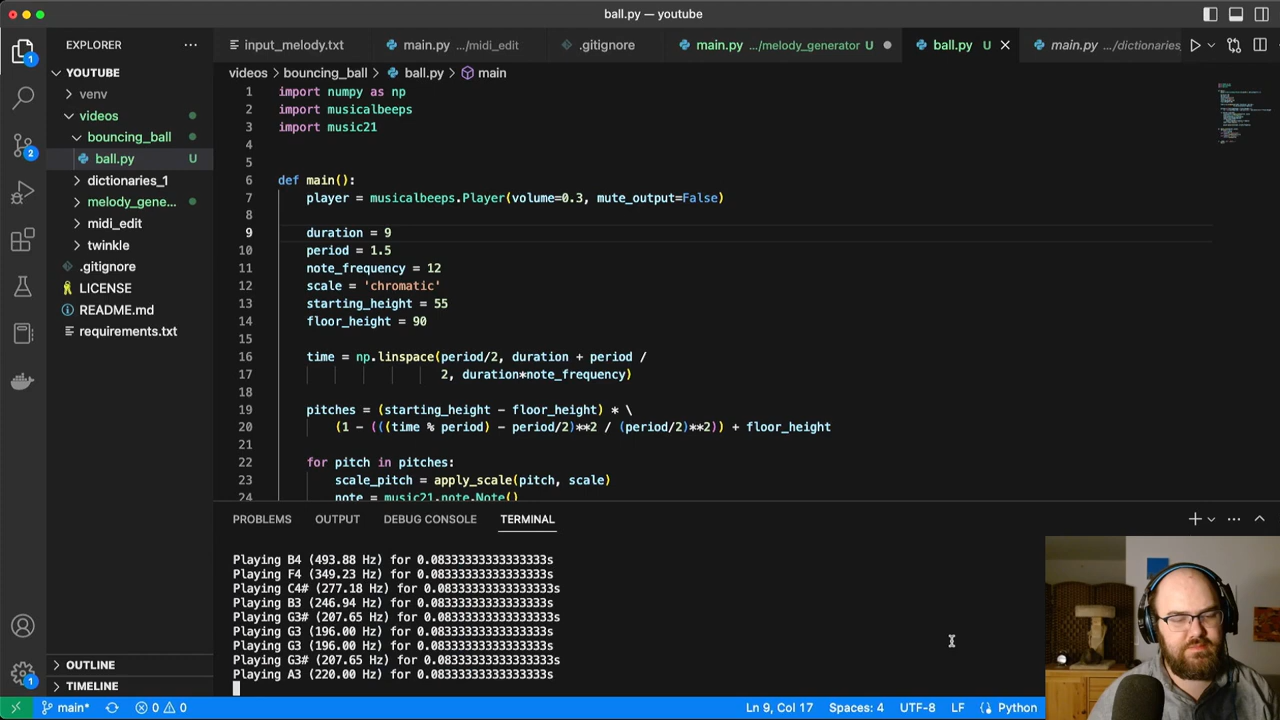 ball.py — youtube
EXPLORER
input_melody.txt
main.py .../midi_edit
.gitignore
main.py .../melody_generator U
ball.py U
main.py .../dictionaries
videos > bouncing_ball > ball.py > main
YOUTUBE
venv
videos
bouncing_ball
ball.py U
dictionaries_1
melody_gene...
midi_edit
twinkle
.gitignore
LICENSE
README.md
requirements.txt
OUTLINE
TIMELINE
1 import numpy as np
2 import musicalbeeps
3 import music21
4
5
6 def main():
7 player = musicalbeeps.Player(volume=0.3, mute_output=False)
8
9 duration = 9
10 period = 1.5
11 note_frequency = 12
12 scale = 'chromatic'
13 starting_height = 55
14 floor_height = 90
15
16 time = np.linspace(period/2, duration + period /
17 2, duration*note_frequency)
18
19 pitches = (starting_height - floor_height) * \
20 (1 - (((time % period) - period/2)**2 / (period/2)**2)) + floor_height
21
22 for pitch in pitches:
23 scale_pitch = apply_scale(pitch, scale)
24 note = music21.note.Note()
PROBLEMS OUTPUT DEBUG CONSOLE TERMINAL
Playing B4 (493.88 Hz) for 0.08333333333333333s
Playing F4 (349.23 Hz) for 0.08333333333333333s
Playing C4# (277.18 Hz) for 0.08333333333333333s
Playing B3 (246.94 Hz) for 0.08333333333333333s
Playing G3# (207.65 Hz) for 0.08333333333333333s
Playing G3 (196.00 Hz) for 0.08333333333333333s
Playing G3 (196.00 Hz) for 0.08333333333333333s
Playing G3# (207.65 Hz) for 0.08333333333333333s
Playing A3 (220.00 Hz) for 0.08333333333333333s
1
2
1
main* 0 0 Ln 9, Col 17 Spaces: 4 UTF-8 LF Python